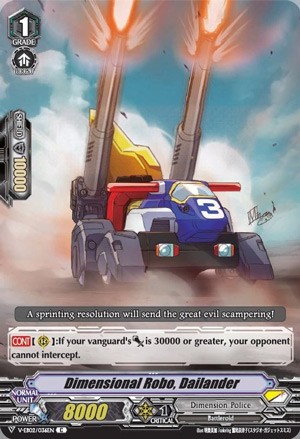 1
GRADE
BOOST
SHIELD
10000
3
A sprinting resolution will send the great evil scampering!
CONT [Ⓡ]:If your vanguard's is 30000 or greater, your opponent
cannot intercept.
Dimensional Robo, Dailander
NORMAL
UNIT
POWER
8000
1
CRITICAL
Dimension Police
Battleroid
V-EB02/036EN C